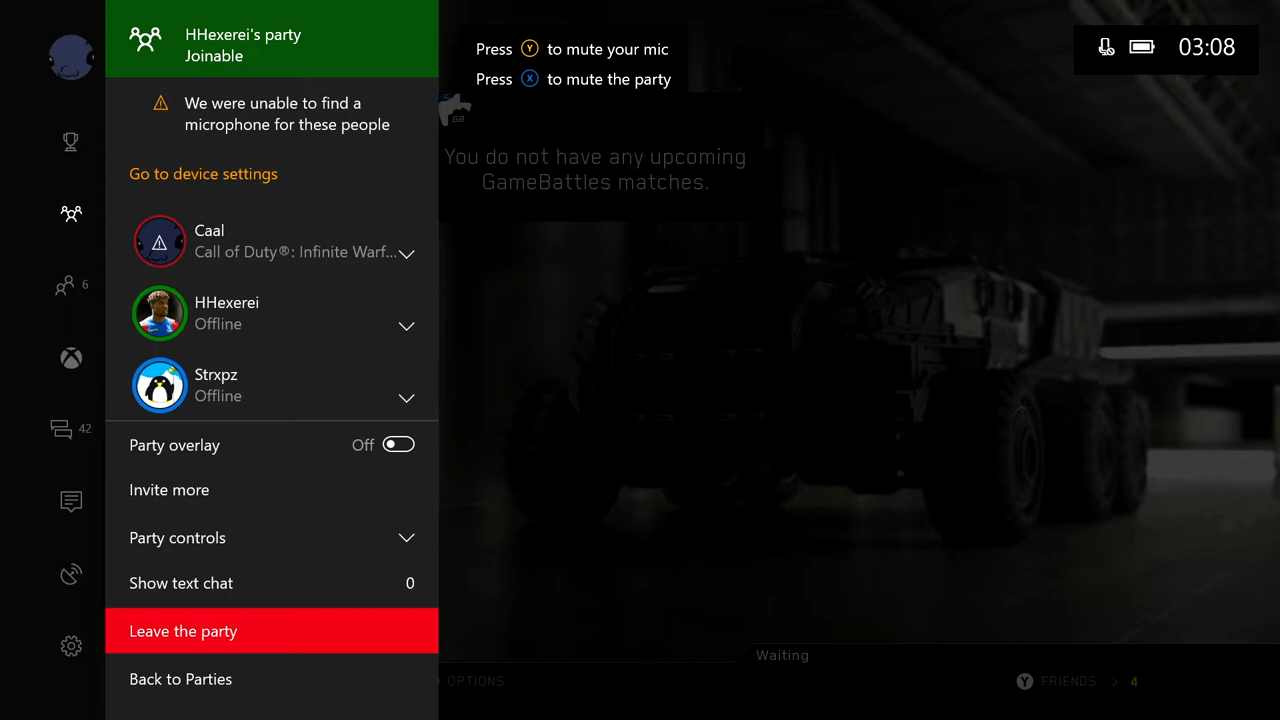 HHexerei's party
Joinable
We were unable to find a
microphone for these people
Go to device settings
Caal
Call of Duty®: Infinite Warf...
HHexerei
Offline
Strxpz
Offline
Party overlay Off
Invite more
Party controls
Show text chat 0
Leave the party
Back to Parties
6
42
Press Y to mute your mic
Press X to mute the party
03:08
GB
You do not have any upcoming
GameBattles matches.
Waiting
OPTIONS
Y FRIENDS > 4